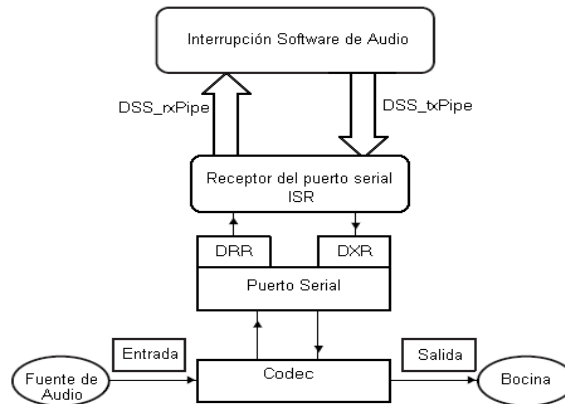 Interrupción Software de Audio
DSS_rxPipe
DSS_txPipe
Receptor del puerto serial
ISR
DRR
DXR
Puerto Serial
Entrada
Salida
Fuente de
Audio
Codec
Bocina